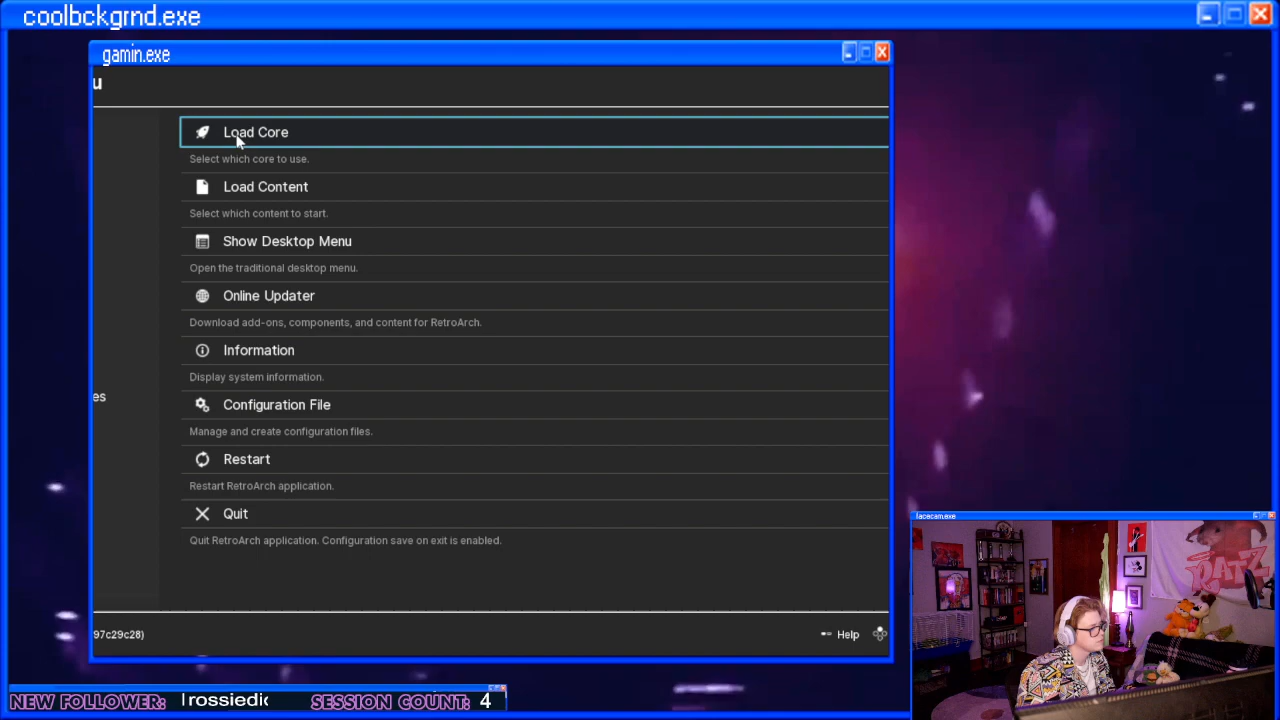 coolbckgrnd.exe
gamin.exe
u
Load Core
Select which core to use.
Load Content
Select which content to start.
Show Desktop Menu
Open the traditional desktop menu.
Online Updater
Download add-ons, components, and content for RetroArch.
Information
Display system information.
es
Configuration File
Manage and create configuration files.
Restart
Restart RetroArch application.
Quit
Quit RetroArch application. Configuration save on exit is enabled.
97c29c28)
Help
facecam.exe
RATZ
NEW FOLLOWER: lrossiedic
SESSION COUNT: 4